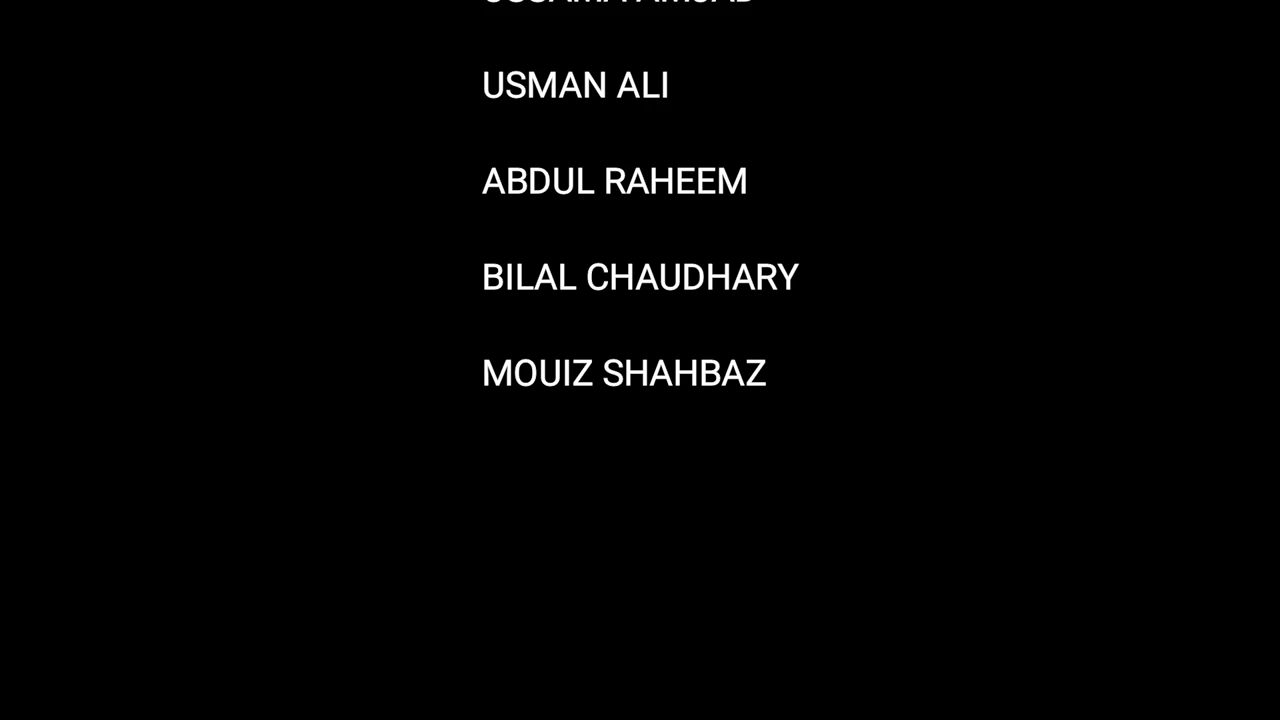 USMAN ALI
ABDUL RAHEEM
BILAL CHAUDHARY
MOUIZ SHAHBAZ